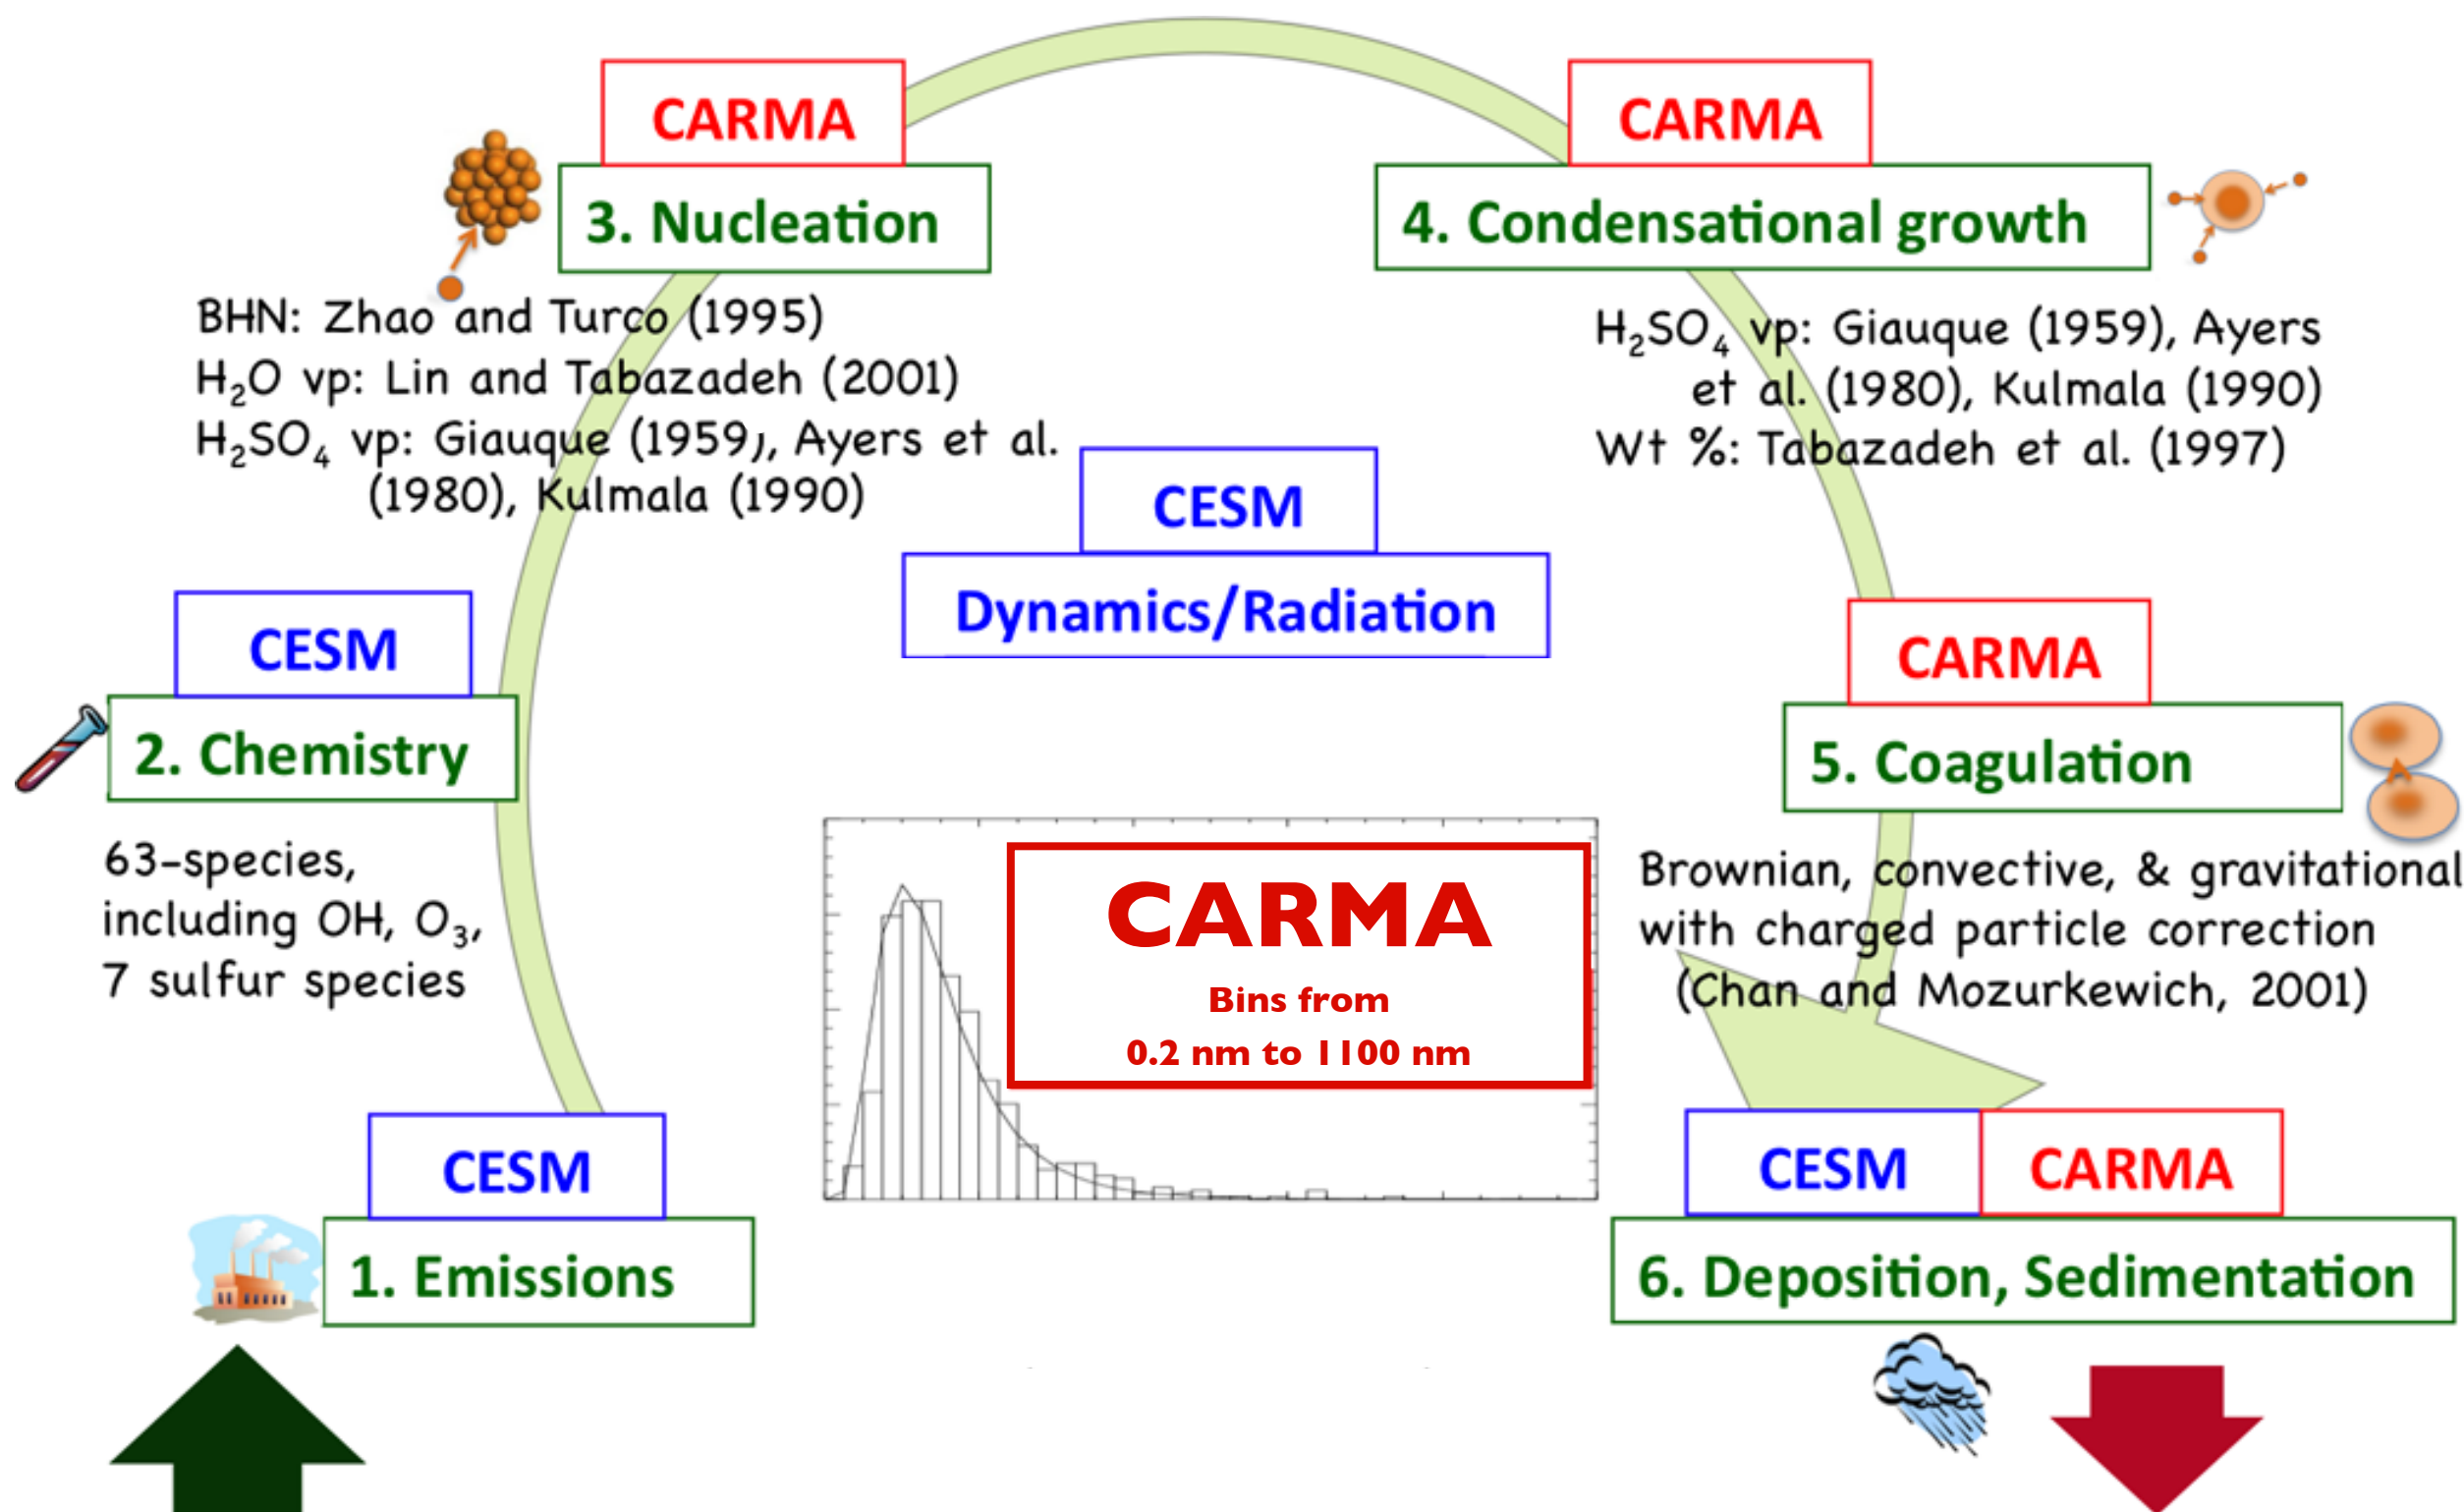 CARMA
3. Nucleation
BHN: Zhao and Turco (1995)
H₂O vp: Lin and Tabazadeh (2001)
H₂SO₄ vp: Giauque (1959), Ayers et al.
(1980), Kulmala (1990)
CARMA
4. Condensational growth
H₂SO₄ vp: Giauque (1959), Ayers
et al. (1980), Kulmala (1990)
Wt %: Tabazadeh et al. (1997)
CESM
Dynamics/Radiation
CESM
2. Chemistry
63-species,
including OH, O₃,
7 sulfur species
CARMA
5. Coagulation
Brownian, convective, & gravitational
with charged particle correction
(Chan and Mozurkewich, 2001)
CARMA
Bins from
0.2 nm to 1100 nm
CESM
1. Emissions
CESM CARMA
6. Deposition, Sedimentation